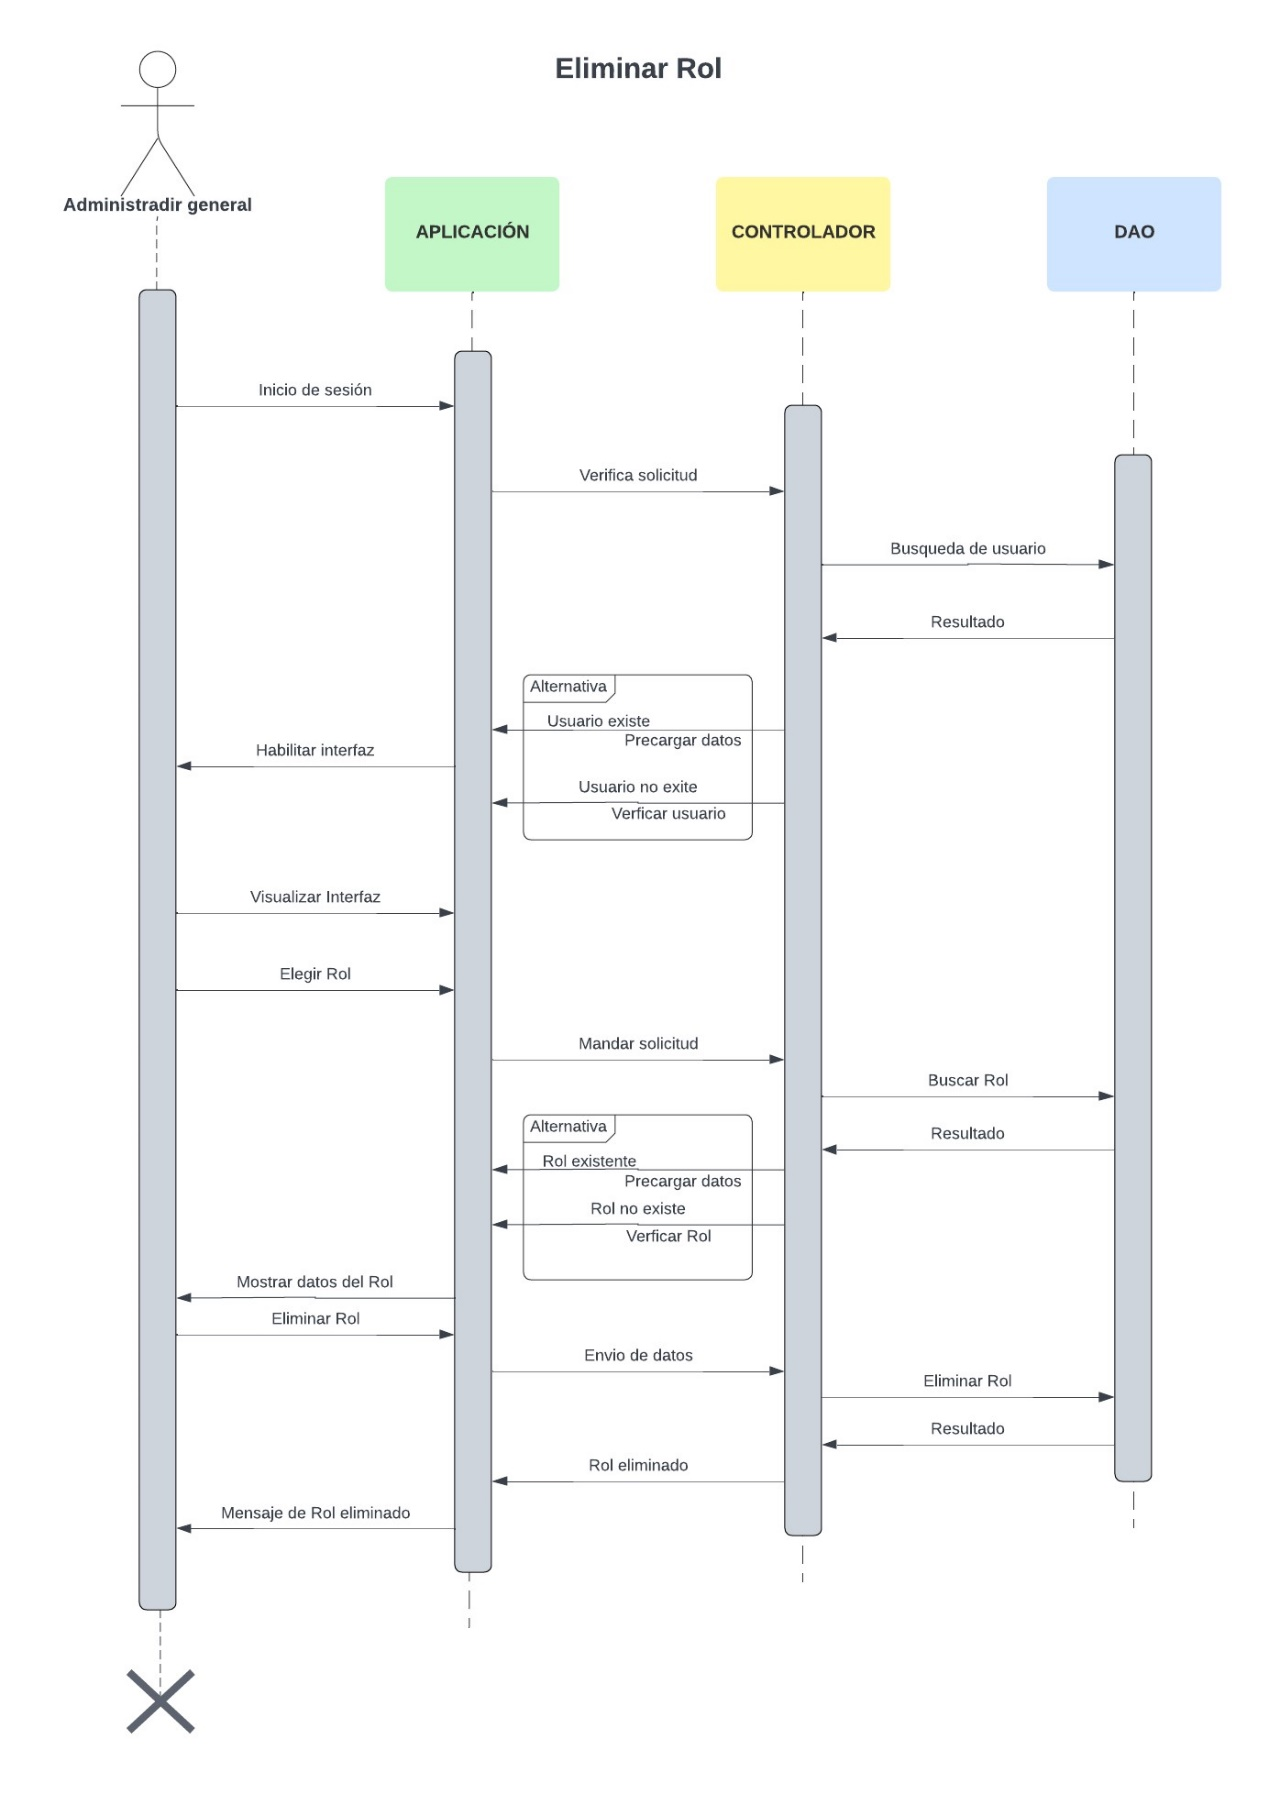 Eliminar Rol
Administradir general
APLICACIÓN
CONTROLADOR
DAO
Inicio de sesión
Verifica solicitud
Busqueda de usuario
Resultado
Alternativa
Usuario existe
Precargar datos
Habilitar interfaz
Usuario no exite
Verficar usuario
Visualizar Interfaz
Elegir Rol
Mandar solicitud
Buscar Rol
Alternativa
Resultado
Rol existente
Precargar datos
Rol no existe
Verficar Rol
Mostrar datos del Rol
Eliminar Rol
Envio de datos
Eliminar Rol
Resultado
Rol eliminado
Mensaje de Rol eliminado